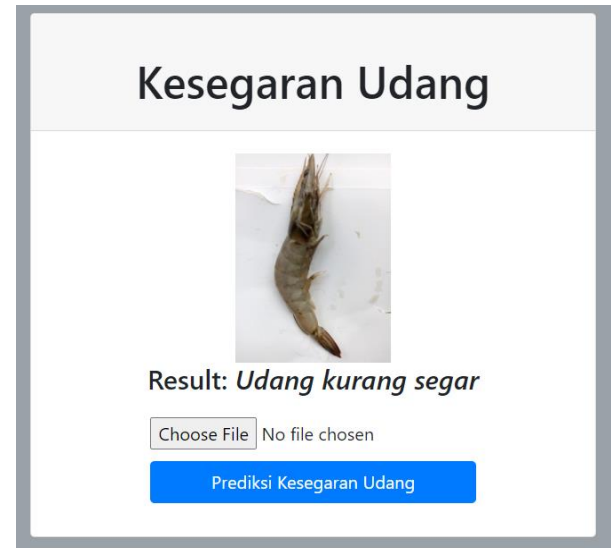 Kesegaran Udang
Result: Udang kurang segar
Choose File No file chosen
Prediksi Kesegaran Udang